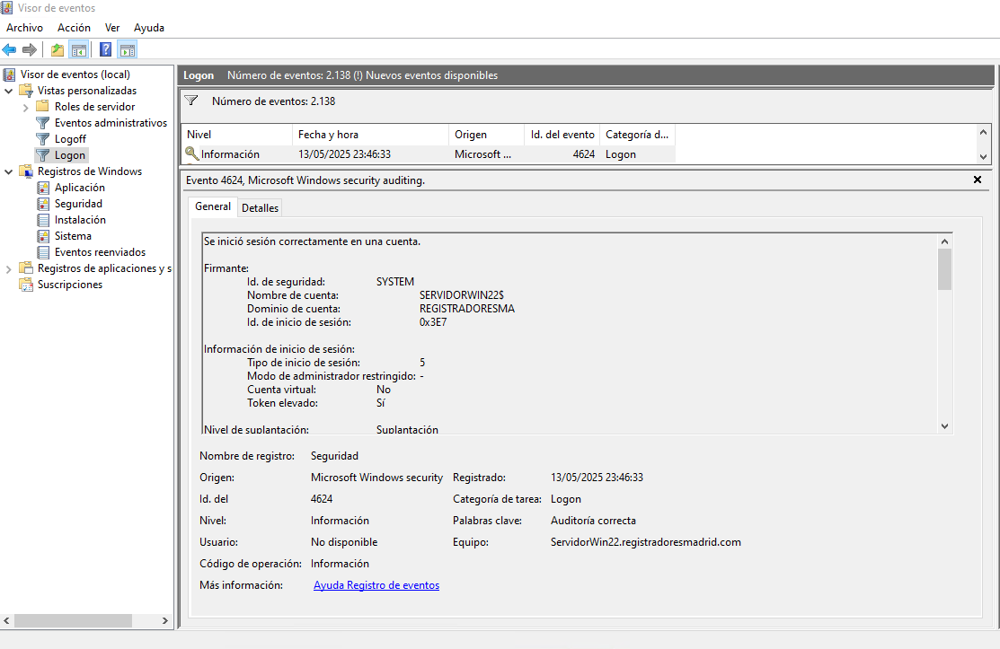 Visor de eventos
Archivo Acción Ver Ayuda
Visor de eventos (local)
Vistas personalizadas
Roles de servidor
Eventos administrativos
Logoff
Logon
Registros de Windows
Aplicación
Seguridad
Instalación
Sistema
Eventos reenviados
Registros de aplicaciones y s
Suscripciones
Logon Número de eventos: 2.138 (!) Nuevos eventos disponibles
Número de eventos: 2.138
Nivel Fecha y hora Origen Id. del evento Categoría d...
Información 13/05/2025 23:46:33 Microsoft ... 4624 Logon
Evento 4624, Microsoft Windows security auditing.
General Detalles
Se inició sesión correctamente en una cuenta.
Firmante:
Id. de seguridad: SYSTEM
Nombre de cuenta: SERVIDORWIN22$
Dominio de cuenta: REGISTRADORESMA
Id. de inicio de sesión: 0x3E7
Información de inicio de sesión:
Tipo de inicio de sesión: 5
Modo de administrador restringido: -
Cuenta virtual: No
Token elevado: Sí
Nivel de suplantación: Suplantación
Nombre de registro: Seguridad
Origen: Microsoft Windows security Registrado: 13/05/2025 23:46:33
Id. del 4624 Categoría de tarea: Logon
Nivel: Información Palabras clave: Auditoría correcta
Usuario: No disponible Equipo: ServidorWin22.registradoresmadrid.com
Código de operación: Información
Más información: Ayuda Registro de eventos